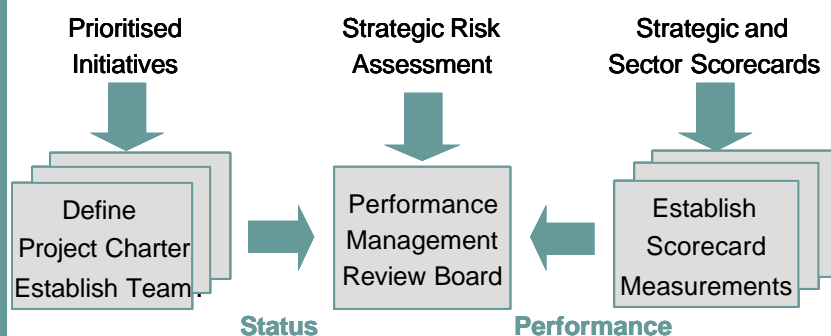 Prioritised
Initiatives
Strategic Risk
Assessment
Strategic and
Sector Scorecards
Define
Project Charter
Establish Team.
Performance
Management
Review Board
Establish
Scorecard
Measurements
Status
Performance